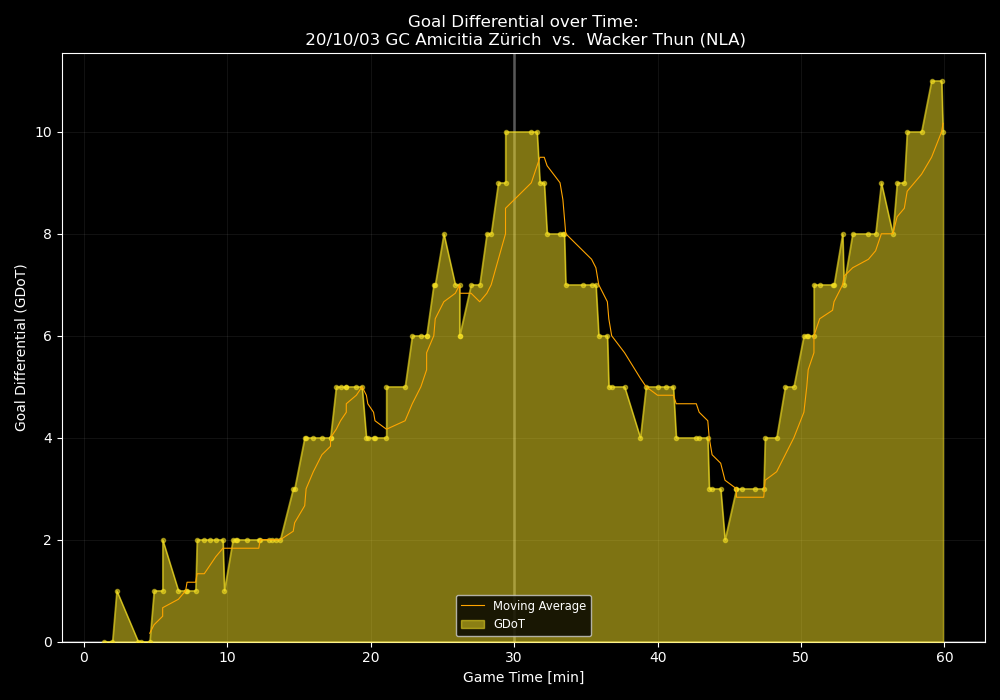 Goal Differential over Time:
20/10/03 GC Amicitia Zürich  vs.  Wacker Thun (NLA)
Goal Differential (GDoT)
10
8
6
4
2
0
Moving Average
GDoT
0 10 20 30 40 50 60
Game Time [min]